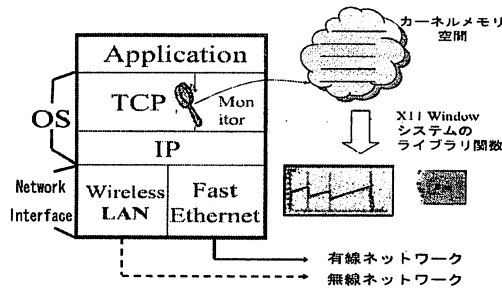 Application
TCP
Mon
itor
IP
OS
Network
Interface
Wireless
LAN
Fast
Ethernet
カーネルメモリ
空間
X11 Window
システムの
ライブラリ関数
有線ネットワーク
無線ネットワーク